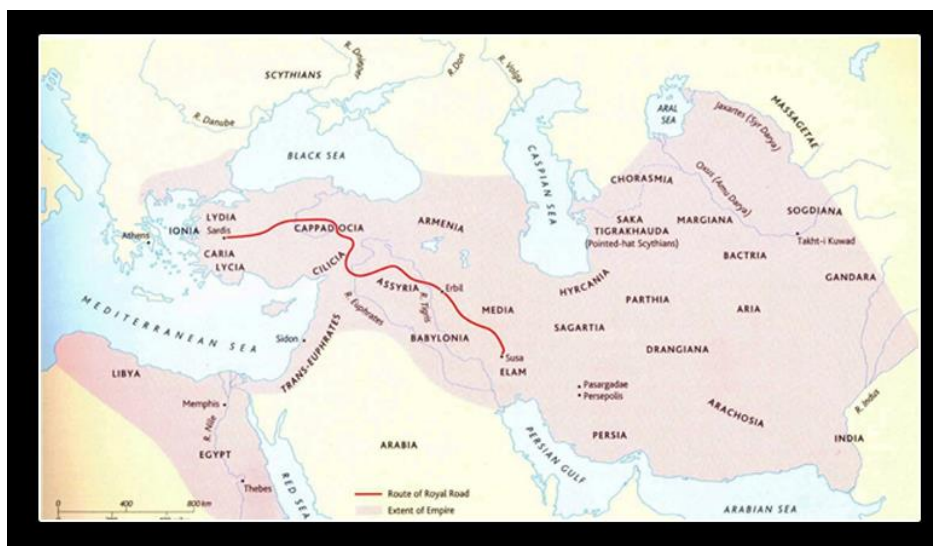 SCYTHIANS
R. Dnieper
R. Don
R. Volga
R. Danube
BLACK SEA
CASPIAN SEA
ARAL
SEA
Jaxartes (Syr Darya)
MASSAGETAE
CHORASMIA
Oxus (Amu Darya)
LYDIA
Sardis
IONIA
Athens
CARIA
LYCIA
CAPPADOCIA
ARMENIA
CILICIA
SAKA
TIGRAKHAUDA
(Pointed-hat Scythians)
MARGIANA
SOGDIANA
Takht-i Kuwad
BACTRIA
GANDARA
HYRCANIA
PARTHIA
ARIA
ASSYRIA
Erbil
R. Tigris
R. Euphrates
MEDIA
SAGARTIA
MEDITERRANEAN SEA
Sidon
TRANS-EUPHRATES
BABYLONIA
Susa
ELAM
DRANGIANA
LIBYA
Memphis
R. Nile
EGYPT
Thebes
RED SEA
ARABIA
Pasargadae
Persepolis
PERSIA
PERSIAN GULF
ARACHOSIA
R. Indus
INDIA
ARABIAN SEA
0 400 800 km
Route of Royal Road
Extent of Empire